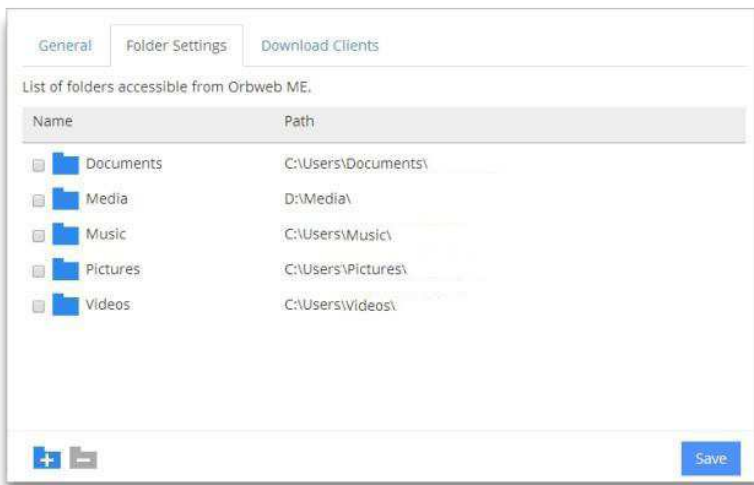 General Folder Settings Download Clients
List of folders accessible from Orbweb ME.
Name Path
Documents C:\Users\Documents\
Media D:\Media\
Music C:\Users\Music\
Pictures C:\Users\Pictures\
Videos C:\Users\Videos\
Save